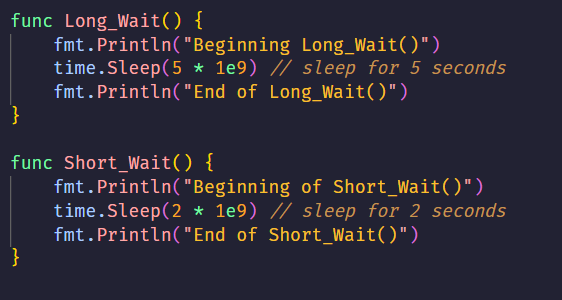 func Long_Wait() {
    fmt.Println("Beginning Long_Wait()")
    time.Sleep(5 * 1e9) // sleep for 5 seconds
    fmt.Println("End of Long_Wait()")
}

func Short_Wait() {
    fmt.Println("Beginning of Short_Wait()")
    time.Sleep(2 * 1e9) // sleep for 2 seconds
    fmt.Println("End of Short_Wait()")
}